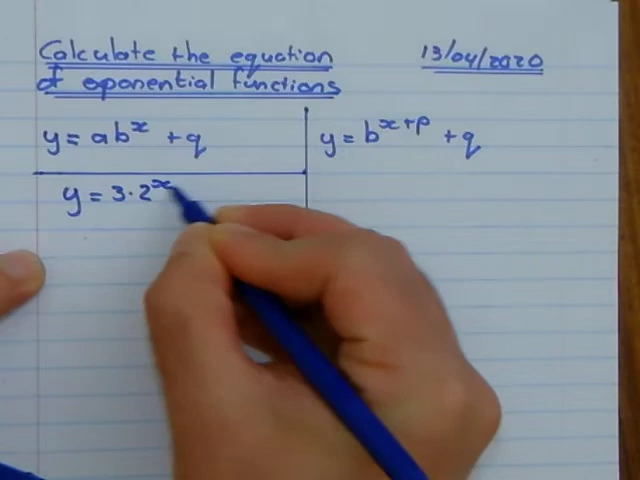 Calculate the equation
of exponential functions
13/04/2020
y = ab^x + q
y = b^{x+p} + q
y = 3·2^x